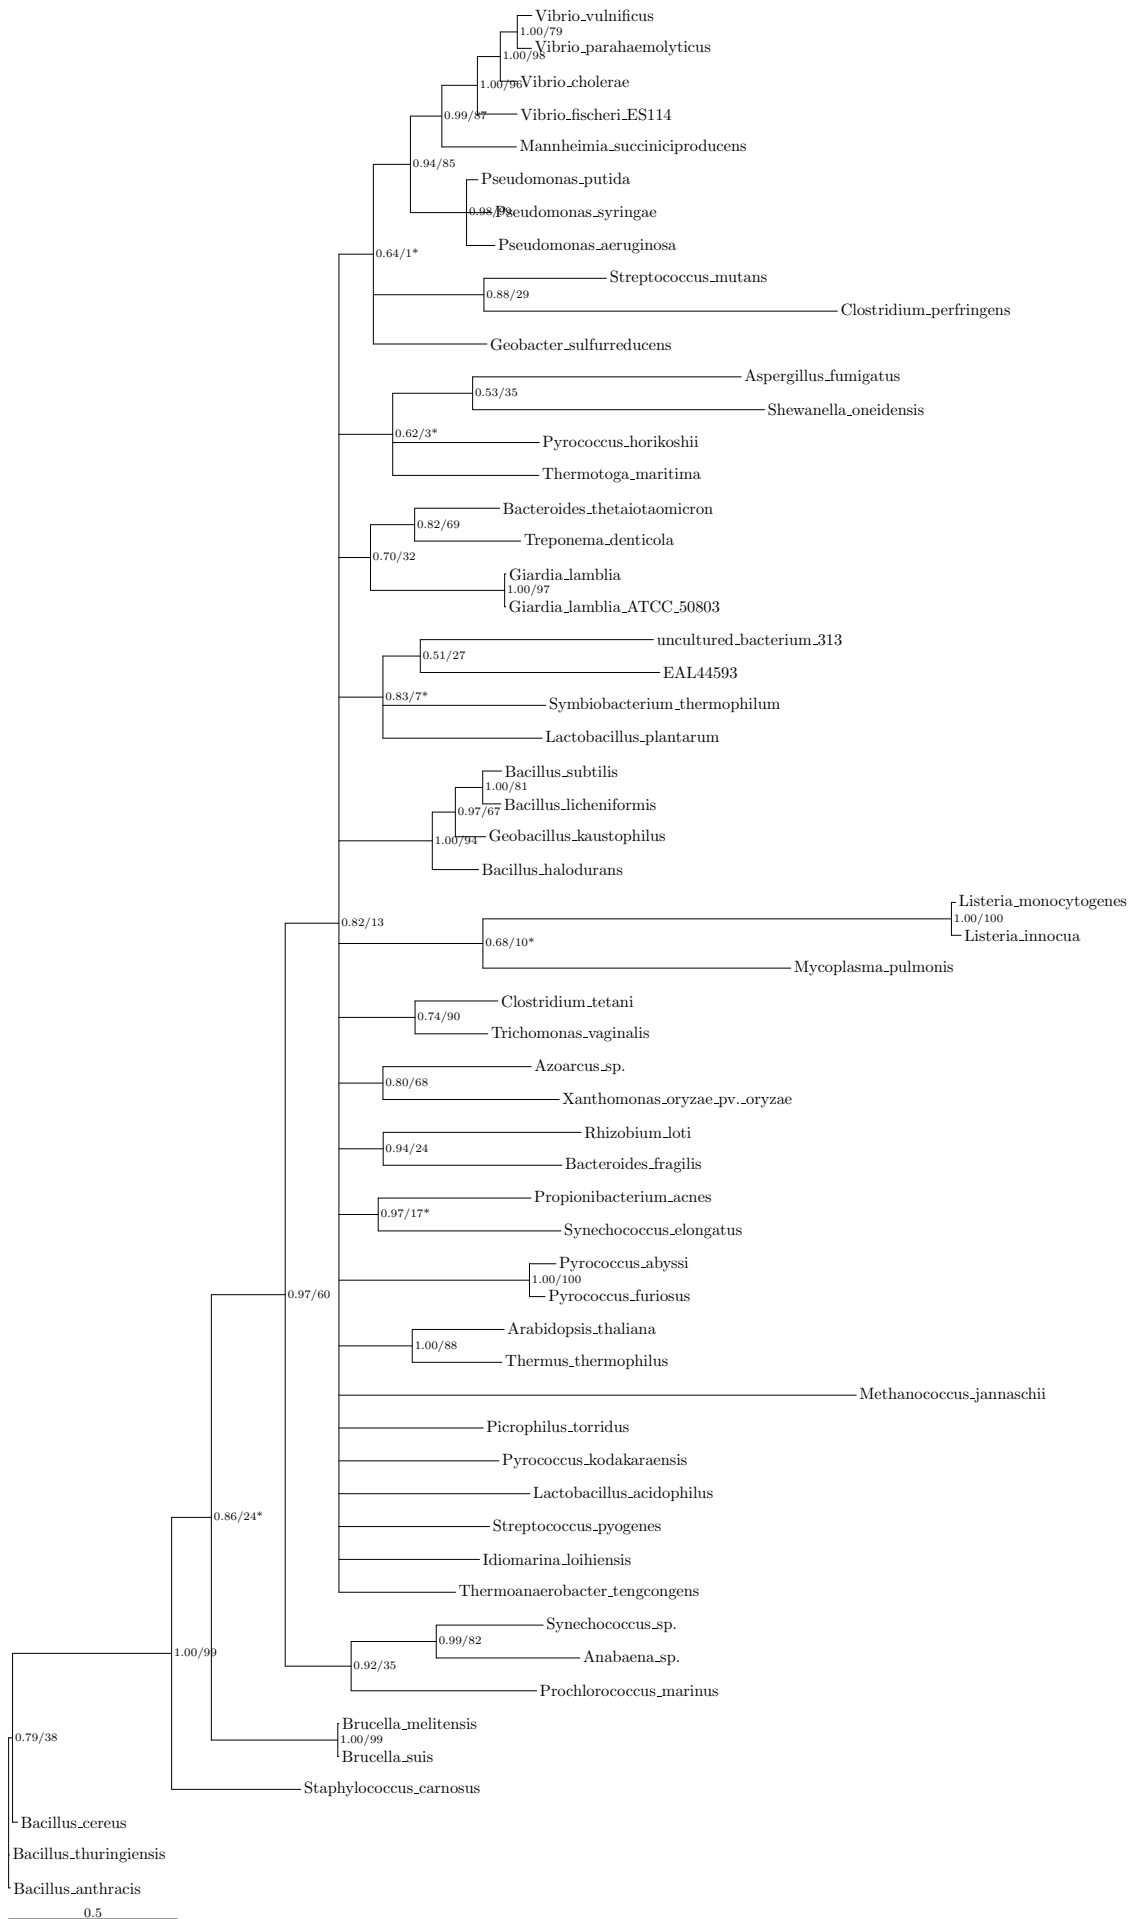 Vibrio_vulnificus
1.00/79
Vibrio_parahaemolyticus
1.00/98
Vibrio_cholerae
1.00/96
Vibrio_fischeri_ES114
0.99/87
Mannheimia_succiniciproducens
0.94/85
Pseudomonas_putida
Pseudomonas_syringae
Pseudomonas_aeruginosa
0.64/1*
Streptococcus_mutans
0.88/29
Clostridium_perfringens
Geobacter_sulfurreducens
Aspergillus_fumigatus
0.53/35
Shewanella_oneidensis
0.62/3*
Pyrococcus_horikoshii
Thermotoga_maritima
Bacteroides_thetaiotaomicron
0.82/69
Treponema_denticola
0.70/32
Giardia_lamblia
1.00/97
Giardia_lamblia_ATCC_50803
uncultured_bacterium_313
0.51/27
EAL44593
0.83/7*
Symbiobacterium_thermophilum
Lactobacillus_plantarum
Bacillus_subtilis
1.00/81
Bacillus_licheniformis
0.97/67
Geobacillus_kaustophilus
1.00/94
Bacillus_halodurans
Listeria_monocytogenes
1.00/100
0.82/13
Listeria_innocua
0.68/10*
Mycoplasma_pulmonis
Clostridium_tetani
0.74/90
Trichomonas_vaginalis
Azoarcus_sp.
0.80/68
Xanthomonas_oryzae_pv._oryzae
Rhizobium_loti
0.94/24
Bacteroides_fragilis
Propionibacterium_acnes
0.97/17*
Synechococcus_elongatus
Pyrococcus_abyssi
1.00/100
0.97/60
Pyrococcus_furiosus
Arabidopsis_thaliana
1.00/88
Thermus_thermophilus
Methanococcus_jannaschii
Picrophilus_torridus
Pyrococcus_kodakaraensis
Lactobacillus_acidophilus
0.86/24*
Streptococcus_pyogenes
Idiomarina_loihiensis
Thermoanaerobacter_tengcongens
Synechococcus_sp.
0.99/82
1.00/99
Anabaena_sp.
0.92/35
Prochlorococcus_marinus
Brucella_melitensis
0.79/38
1.00/99
Brucella_suis
Staphylococcus_carnosus
Bacillus_cereus
Bacillus_thuringiensis
Bacillus_anthracis
0.5